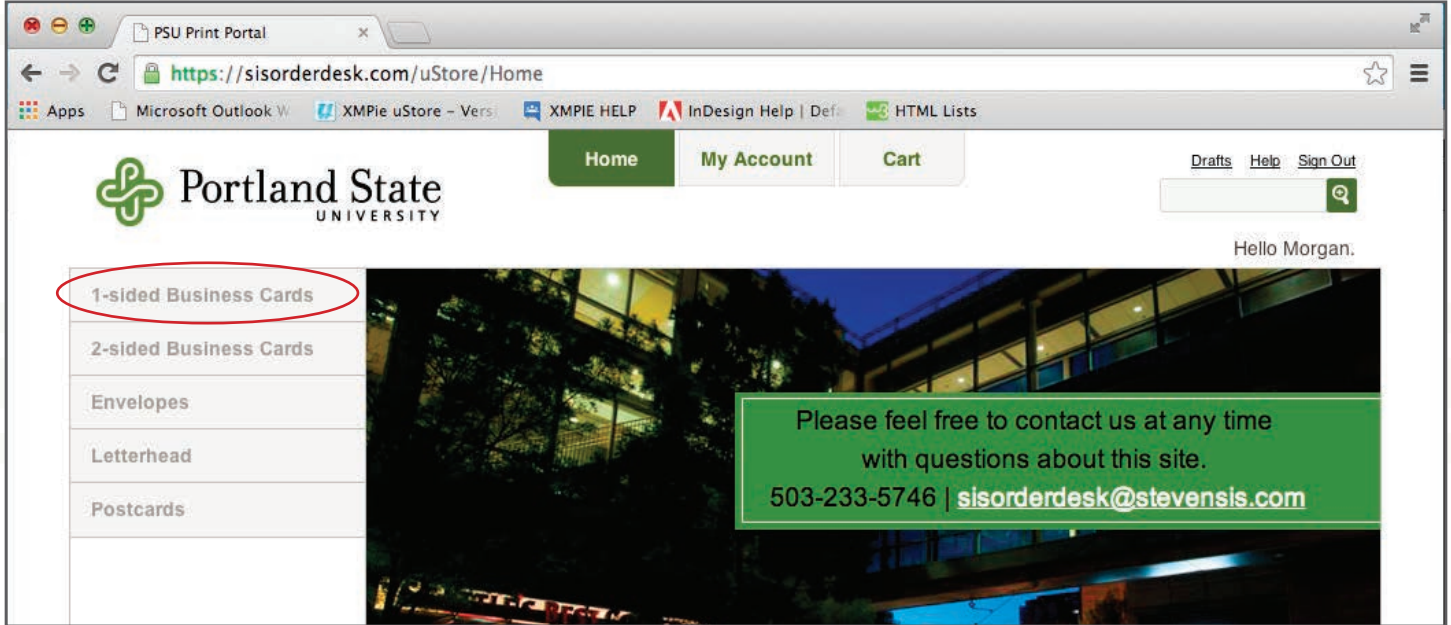 PSU Print Portal
https://sisorderdesk.com/uStore/Home
Apps Microsoft Outlook W XMPie uStore – Versi XMPIE HELP InDesign Help | Defa HTML Lists
Home My Account Cart
Drafts Help Sign Out
Portland State
UNIVERSITY
Hello Morgan.
1-sided Business Cards
2-sided Business Cards
Envelopes
Letterhead
Postcards
Please feel free to contact us at any time
with questions about this site.
503-233-5746 | sisorderdesk@stevensis.com
BEST